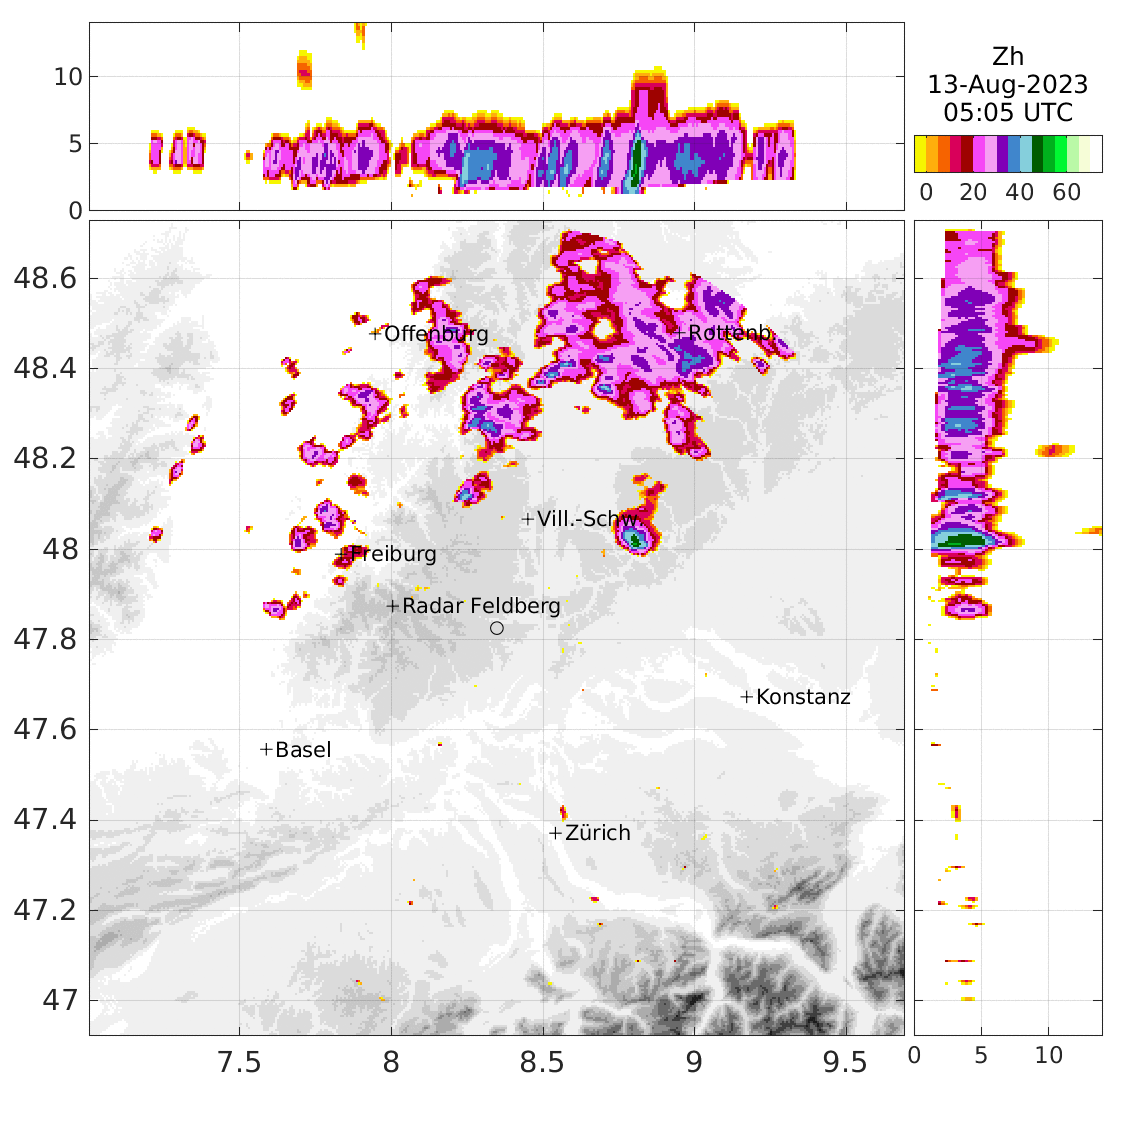 10
5
0
Zh
13-Aug-2023
05:05 UTC
0 20 40 60
48.6
48.4
48.2
48
47.8
47.6
47.4
47.2
47
Offenburg
Rottenb.
Vill.-Schw.
Freiburg
Radar Feldberg
Konstanz
Basel
Zürich
7.5 8 8.5 9 9.5
0 5 10